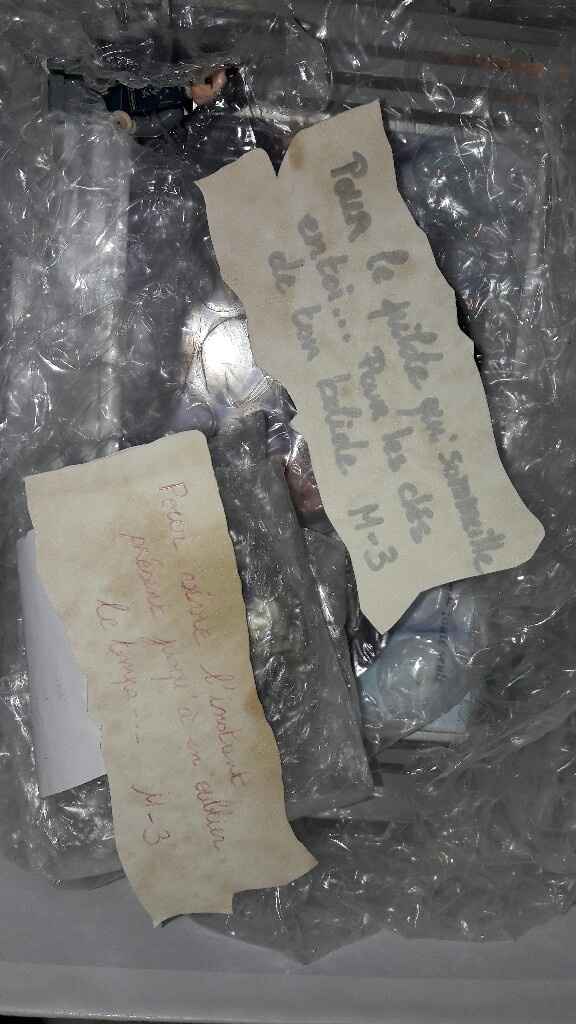 Pour le pilote qui sommeille
en toi... Pour les clés
de ton bolide M-3
Pour vivre l'instant
présent jusqu'à en oublier
le temps... M-3